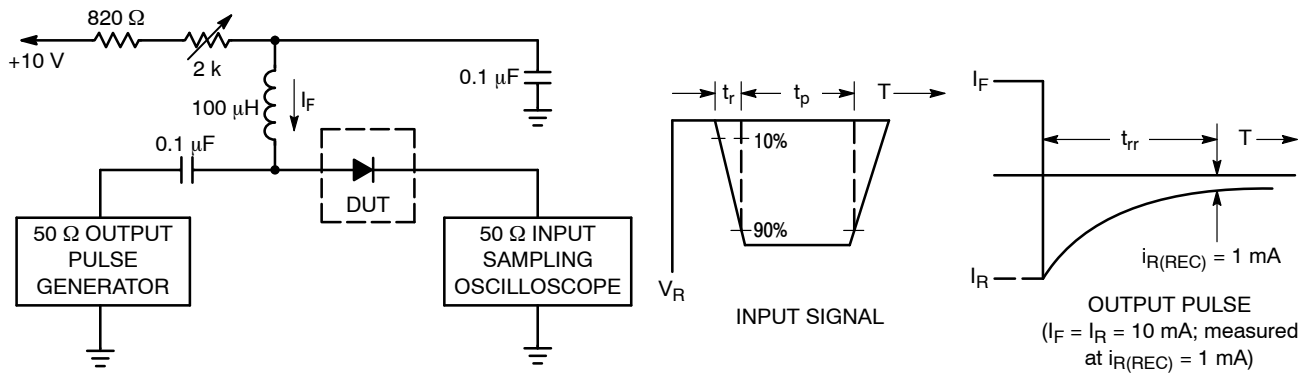 820 Ω
+10 V
2 k
100 μH
I_F
0.1 μF
0.1 μF
DUT
50 Ω OUTPUT
PULSE
GENERATOR
50 Ω INPUT
SAMPLING
OSCILLOSCOPE
t_r
t_p
T
10%
90%
V_R
INPUT SIGNAL
I_F
t_rr
T
I_R
i_R(REC) = 1 mA
OUTPUT PULSE
(I_F = I_R = 10 mA; measured
at i_R(REC) = 1 mA)